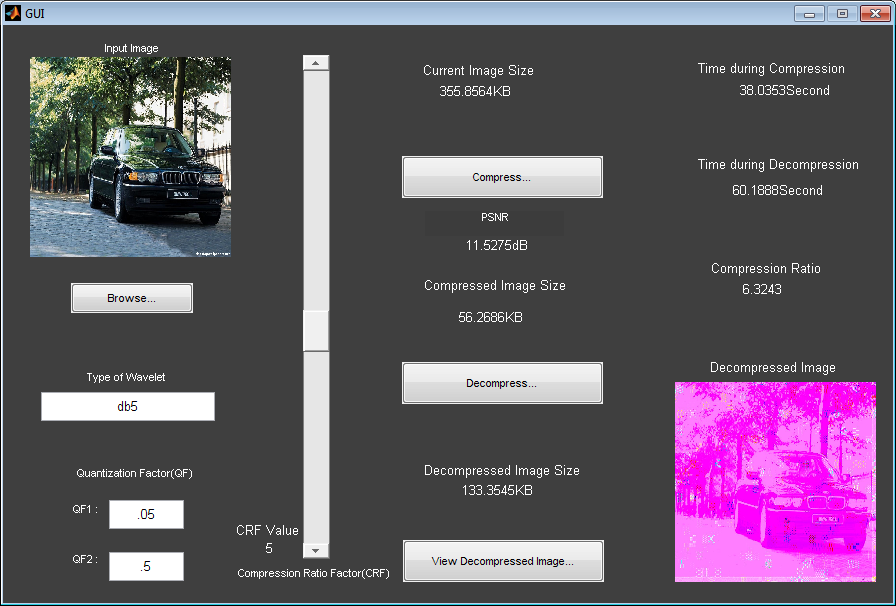 GUI
Input Image
Browse...
Type of Wavelet
db5
Quantization Factor(QF)
QF1 :
.05
QF2 :
.5
CRF Value
5
Compression Ratio Factor(CRF)
Current Image Size
355.8564KB
Compress...
PSNR
11.5275dB
Compressed Image Size
56.2686KB
Decompress...
Decompressed Image Size
133.3545KB
View Decompressed Image...
Time during Compression
38.0353Second
Time during Decompression
60.1888Second
Compression Ratio
6.3243
Decompressed Image